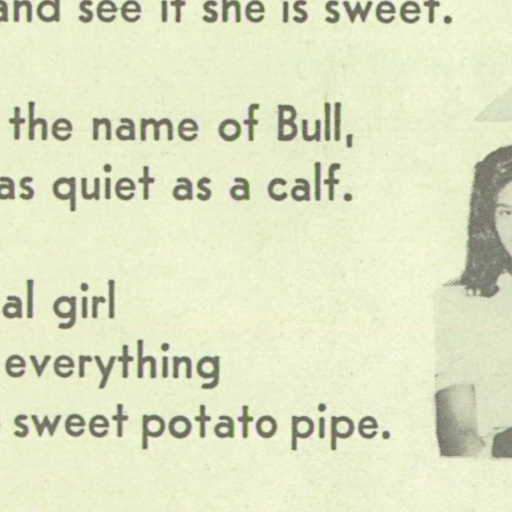 and see if she is sweet.
the name of Bull,
as quiet as a calf.
al girl
everything
sweet potato pipe.